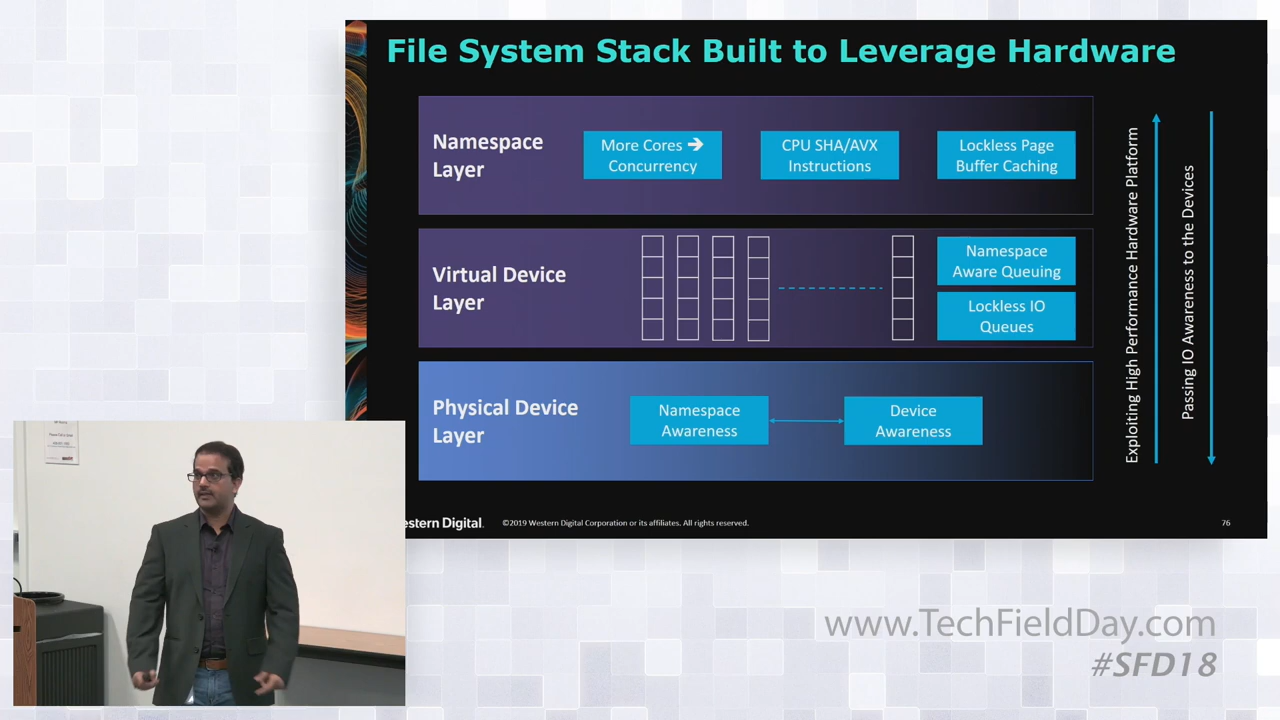 File System Stack Built to Leverage Hardware
Namespace
Layer
More Cores ➔
Concurrency
CPU SHA/AVX
Instructions
Lockless Page
Buffer Caching
Virtual Device
Layer
Namespace
Aware Queuing
Lockless IO
Queues
Physical Device
Layer
Namespace
Awareness
Device
Awareness
Exploiting High Performance Hardware Platform
Passing IO Awareness to the Devices
estern Digital.
©2019 Western Digital Corporation or its affiliates. All rights reserved.
76
www.TechFieldDay.com
#SFD18